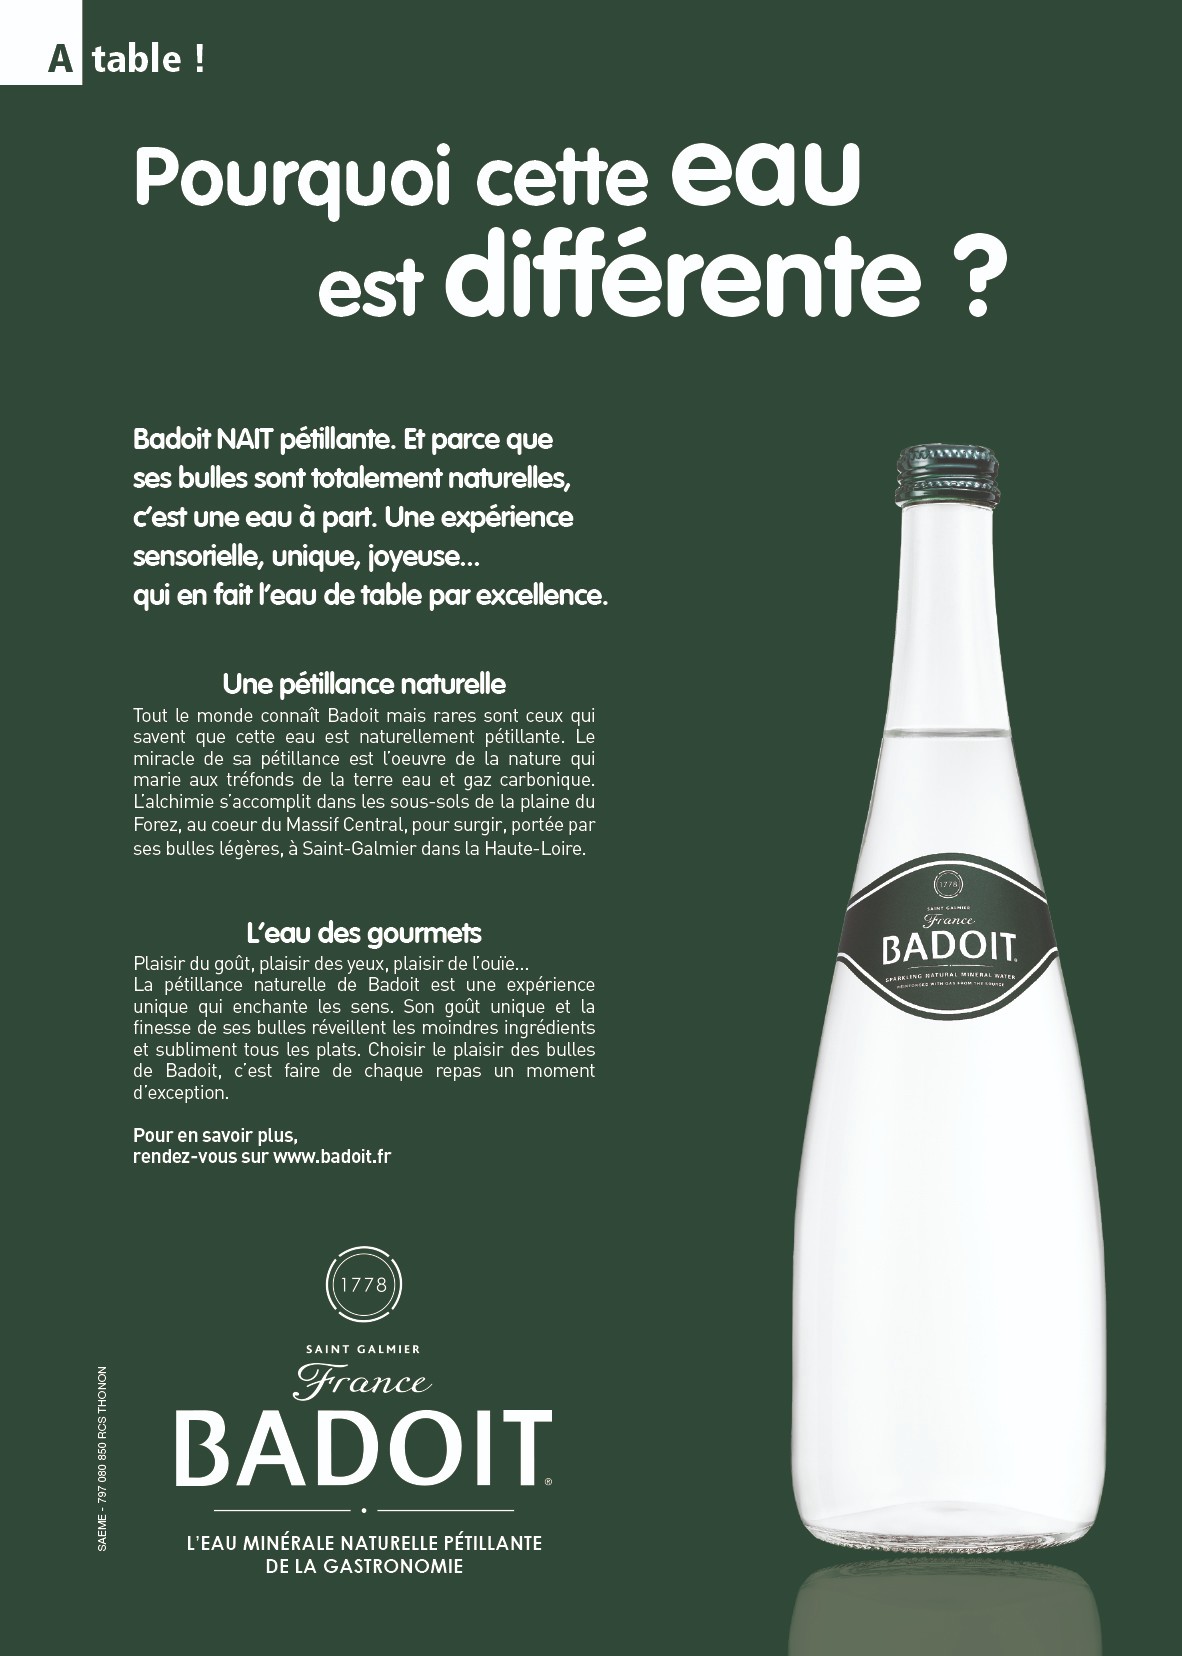 A table !
Pourquoi cette eau
est différente ?
Badoit NAIT pétillante. Et parce que
ses bulles sont totalement naturelles,
c'est une eau à part. Une expérience
sensorielle, unique, joyeuse...
qui en fait l'eau de table par excellence.
Une pétillance naturelle
Tout le monde connaît Badoit mais rares sont ceux qui
savent que cette eau est naturellement pétillante. Le
miracle de sa pétillance est l'oeuvre de la nature qui
marie aux tréfonds de la terre eau et gaz carbonique.
L'alchimie s'accomplit dans les sous-sols de la plaine du
Forez, au coeur du Massif Central, pour surgir, portée par
ses bulles légères, à Saint-Galmier dans la Haute-Loire.
L'eau des gourmets
Plaisir du goût, plaisir des yeux, plaisir de l'ouïe...
La pétillance naturelle de Badoit est une expérience
unique qui enchante les sens. Son goût unique et la
finesse de ses bulles réveillent les moindres ingrédients
et subliment tous les plats. Choisir le plaisir des bulles
de Badoit, c'est faire de chaque repas un moment
d'exception.
Pour en savoir plus,
rendez-vous sur www.badoit.fr
1778
SAINT GALMIER
France
BADOIT®
L'EAU MINÉRALE NATURELLE PÉTILLANTE
DE LA GASTRONOMIE
SAEME - 797 080 850 RCS THONON
1778
SAINT GALMIER
France
BADOIT
SPARKLING NATURAL MINERAL WATER
REINFORCED WITH GAS FROM THE SOURCE